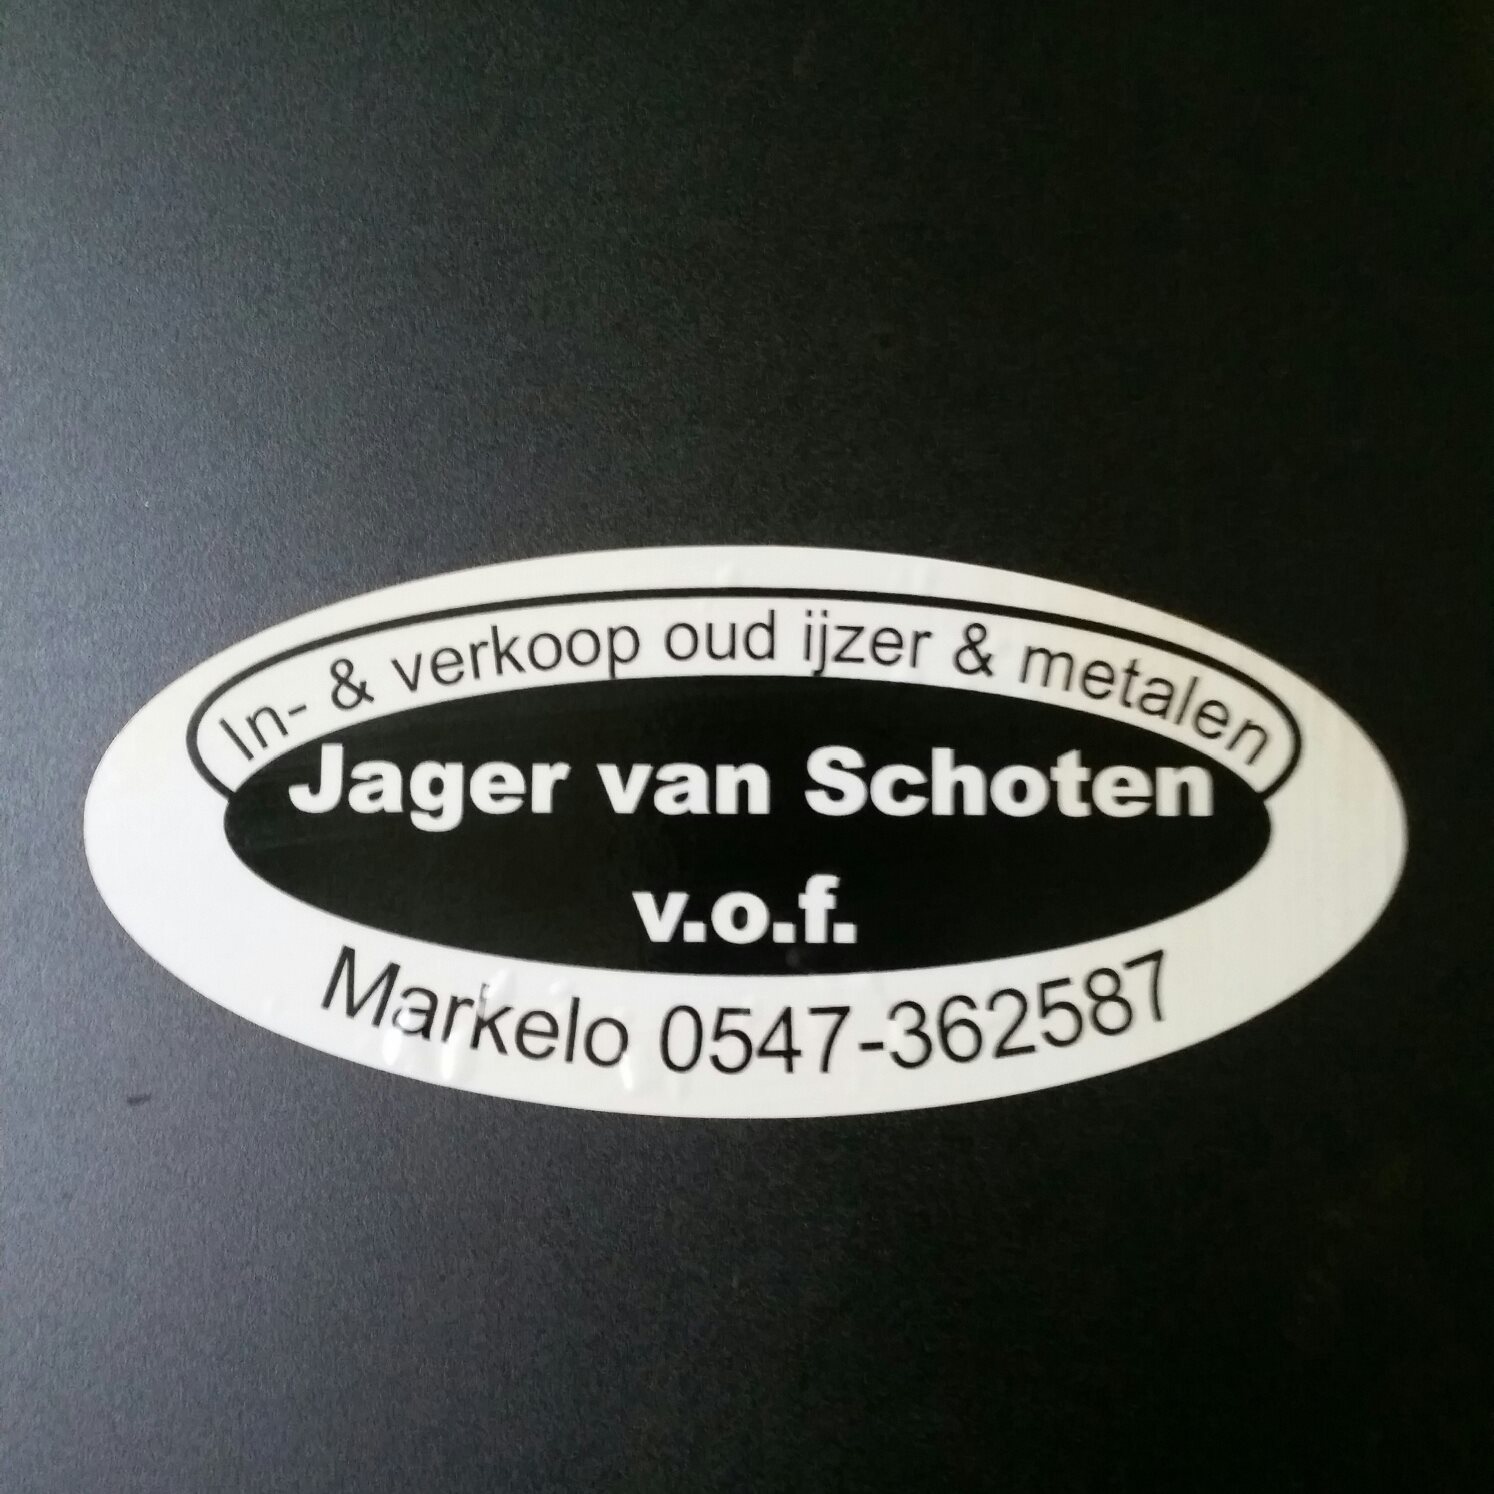 In- & verkoop oud ijzer & metalen
Jager van Schoten
v.o.f.
Markelo 0547-362587